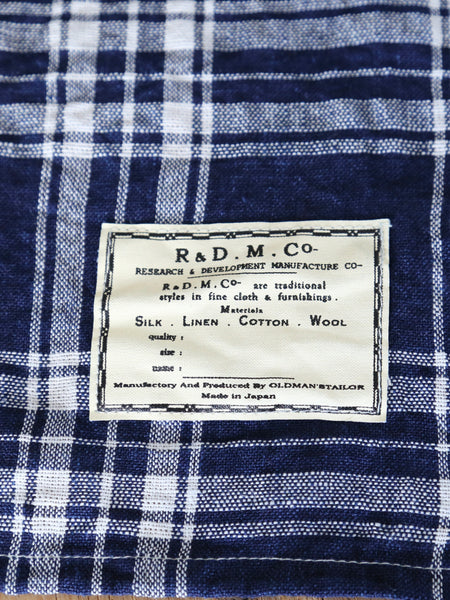 R & D . M . Co-
RESEARCH & DEVELOPMENT MANUFACTURE CO-
R & D . M . Co- are traditional
styles in fine cloth & furnishings .
Materials
SILK . LINEN . COTTON . WOOL
quality :
size :
name :
Manufactory And Produced By OLDMAN'STAILOR
Made in Japan